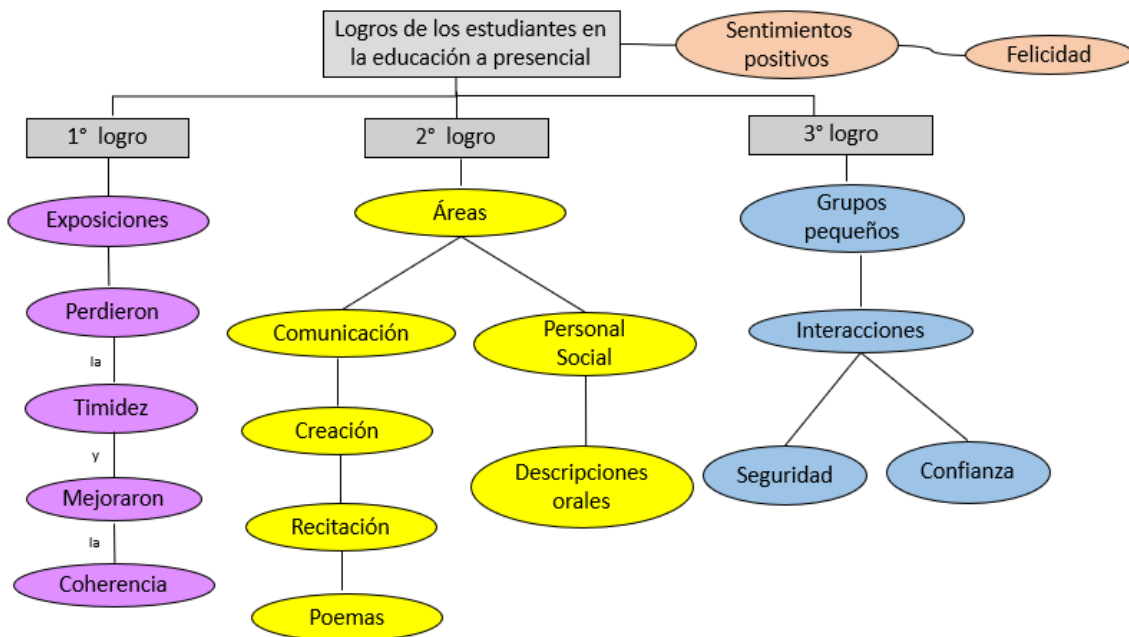 Logros de los estudiantes en
la educación a presencial
Sentimientos
positivos
Felicidad
1° logro
2° logro
3° logro
Exposiciones
Perdieron
la
Timidez
y
Mejoraron
la
Coherencia
Áreas
Comunicación
Creación
Recitación
Poemas
Personal
Social
Descripciones
orales
Grupos
pequeños
Interacciones
Seguridad
Confianza